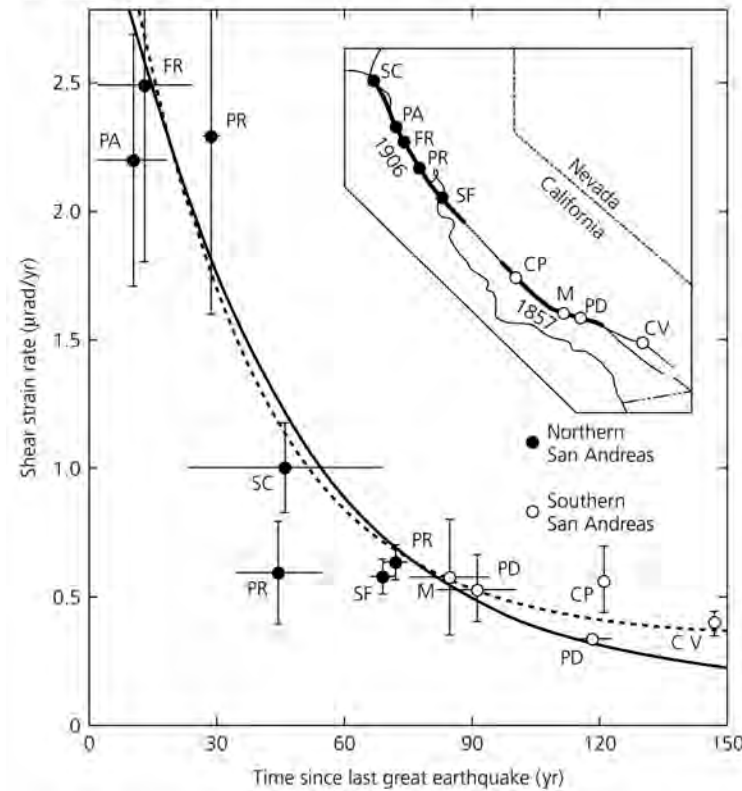 2.5
2.0
1.5
1.0
0.5
0
Shear strain rate (μrad/yr)
0
30
60
90
120
150
Time since last great earthquake (yr)
FR
PA
PR
SC
PR
SF
PR
M
PD
CP
PD
C V
SC
PA
FR
PR
SF
1906
Nevada
California
CP
M
PD
1857
CV
Northern
San Andreas
Southern
San Andreas